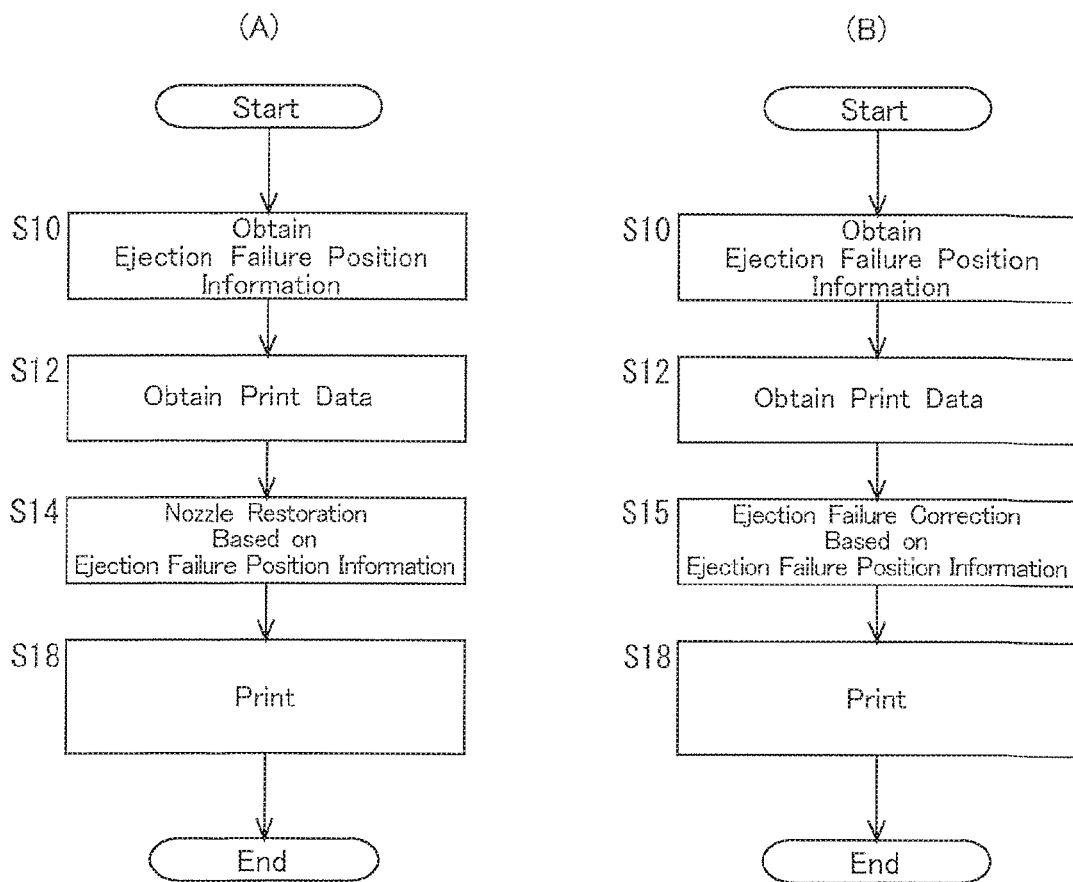 (A)
Start
S10
Obtain
Ejection Failure Position
Information
S12
Obtain Print Data
S14
Nozzle Restoration
Based on
Ejection Failure Position Information
S18
Print
End
(B)
Start
S10
Obtain
Ejection Failure Position
Information
S12
Obtain Print Data
S15
Ejection Failure Correction
Based on
Ejection Failure Position Information
S18
Print
End